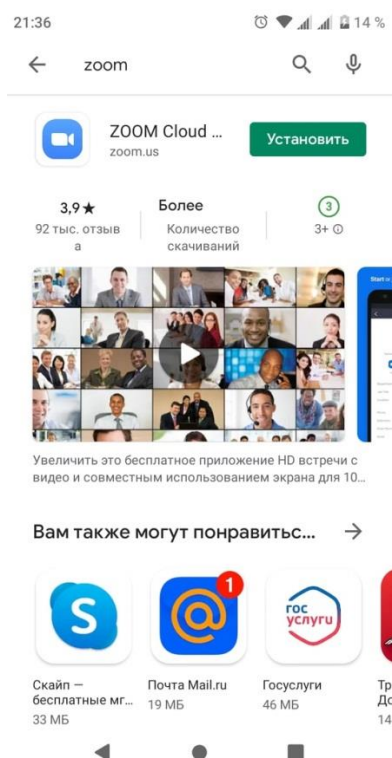 21:36 14 %
zoom
ZOOM Cloud ...
zoom.us
Установить
3,9★
92 тыс. отзыв
а
Более
Количество
скачиваний
3
3+
Start or
Увеличить это бесплатное приложение HD встречи с
видео и совместным использованием экрана для 10...
Вам также могут понравитьс...
S
@
1
гос
услуги
Скайп —
бесплатные мг...
33 МБ
Почта Mail.ru
19 МБ
Госуслуги
46 МБ
Тр
До
14